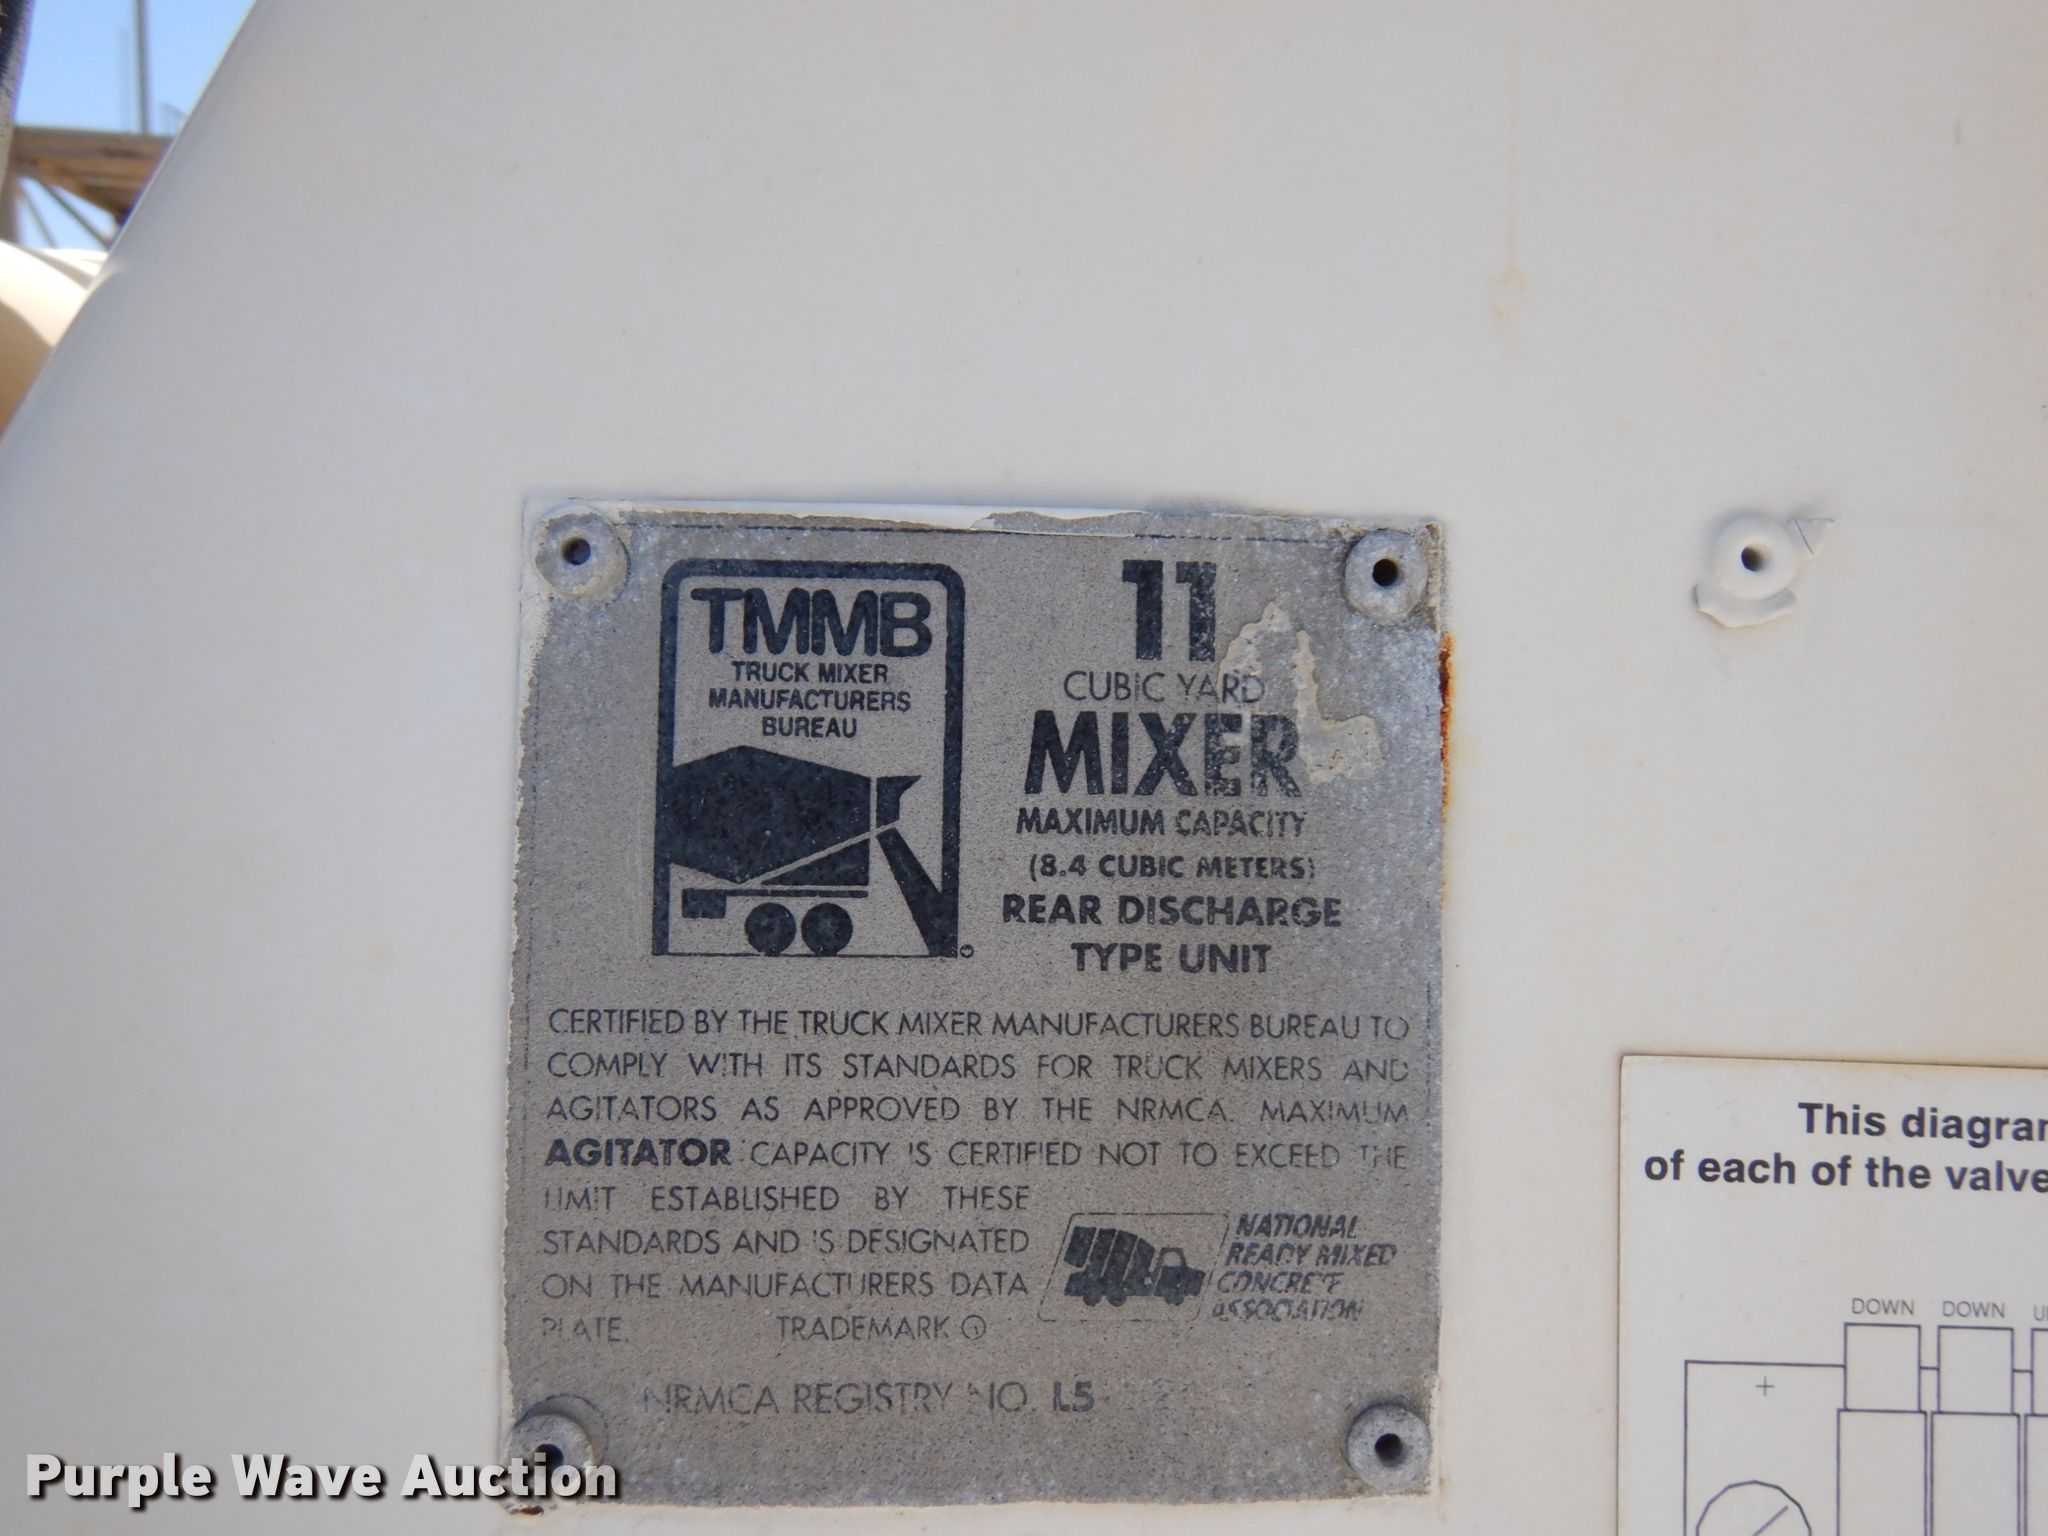 TMMB
TRUCK MIXER
MANUFACTURERS
BUREAU
11
CUBIC YARD
MIXER
MAXIMUM CAPACITY
(8.4 CUBIC METERS)
REAR DISCHARGE
TYPE UNIT
CERTIFIED BY THE TRUCK MIXER MANUFACTURERS BUREAU TO
COMPLY WITH ITS STANDARDS FOR TRUCK MIXERS AND
AGITATORS AS APPROVED BY THE NRMCA. MAXIMUM
AGITATOR CAPACITY IS CERTIFIED NOT TO EXCEED THE
LIMIT ESTABLISHED BY THESE
STANDARDS AND IS DESIGNATED
ON THE MANUFACTURERS DATA
PLATE. TRADEMARK
NATIONAL
READY MIXED
CONCRETE
ASSOCIATION
NRMCA REGISTRY NO. L5
This diagram
of each of the valve
DOWN DOWN
+
Purple Wave Auction